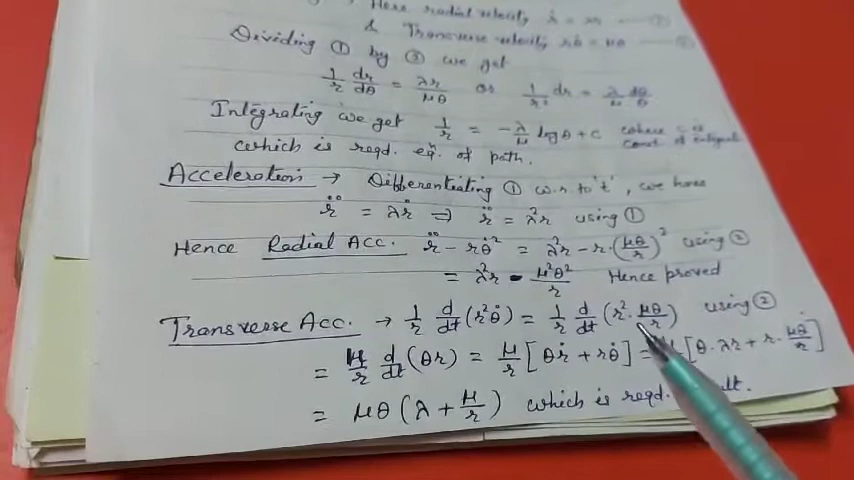 Here radial velocity ṙ = λr — ①
& Transverse velocity rθ̇ = μθ — ②
Dividing ① by ② we get
1/r dr/dθ = λr/μθ or 1/r² dr = λ/μ dθ/θ
Integrating we get 1/r = -λ/μ log θ + c where c is
const. of integral
which is reqd. eqⁿ. of path.
Acceleration → Differentiating ① w.r. to 't', we have
r̈ = λṙ ⇒ r̈ = λ²r using ①
Hence Radial Acc. r̈ - rθ̇² = λ²r - r·(μθ/r)² using ②
= λ²r - μ²θ²/r Hence proved
Transverse Acc. → 1/r d/dt (r²θ̇) = 1/r d/dt (r²·μθ/r) using ②
= μ/r d/dt (θr) = μ/r [θṙ + rθ̇] = [θ·λr + r·μθ/r]
= μθ (λ + μ/r) which is reqd.